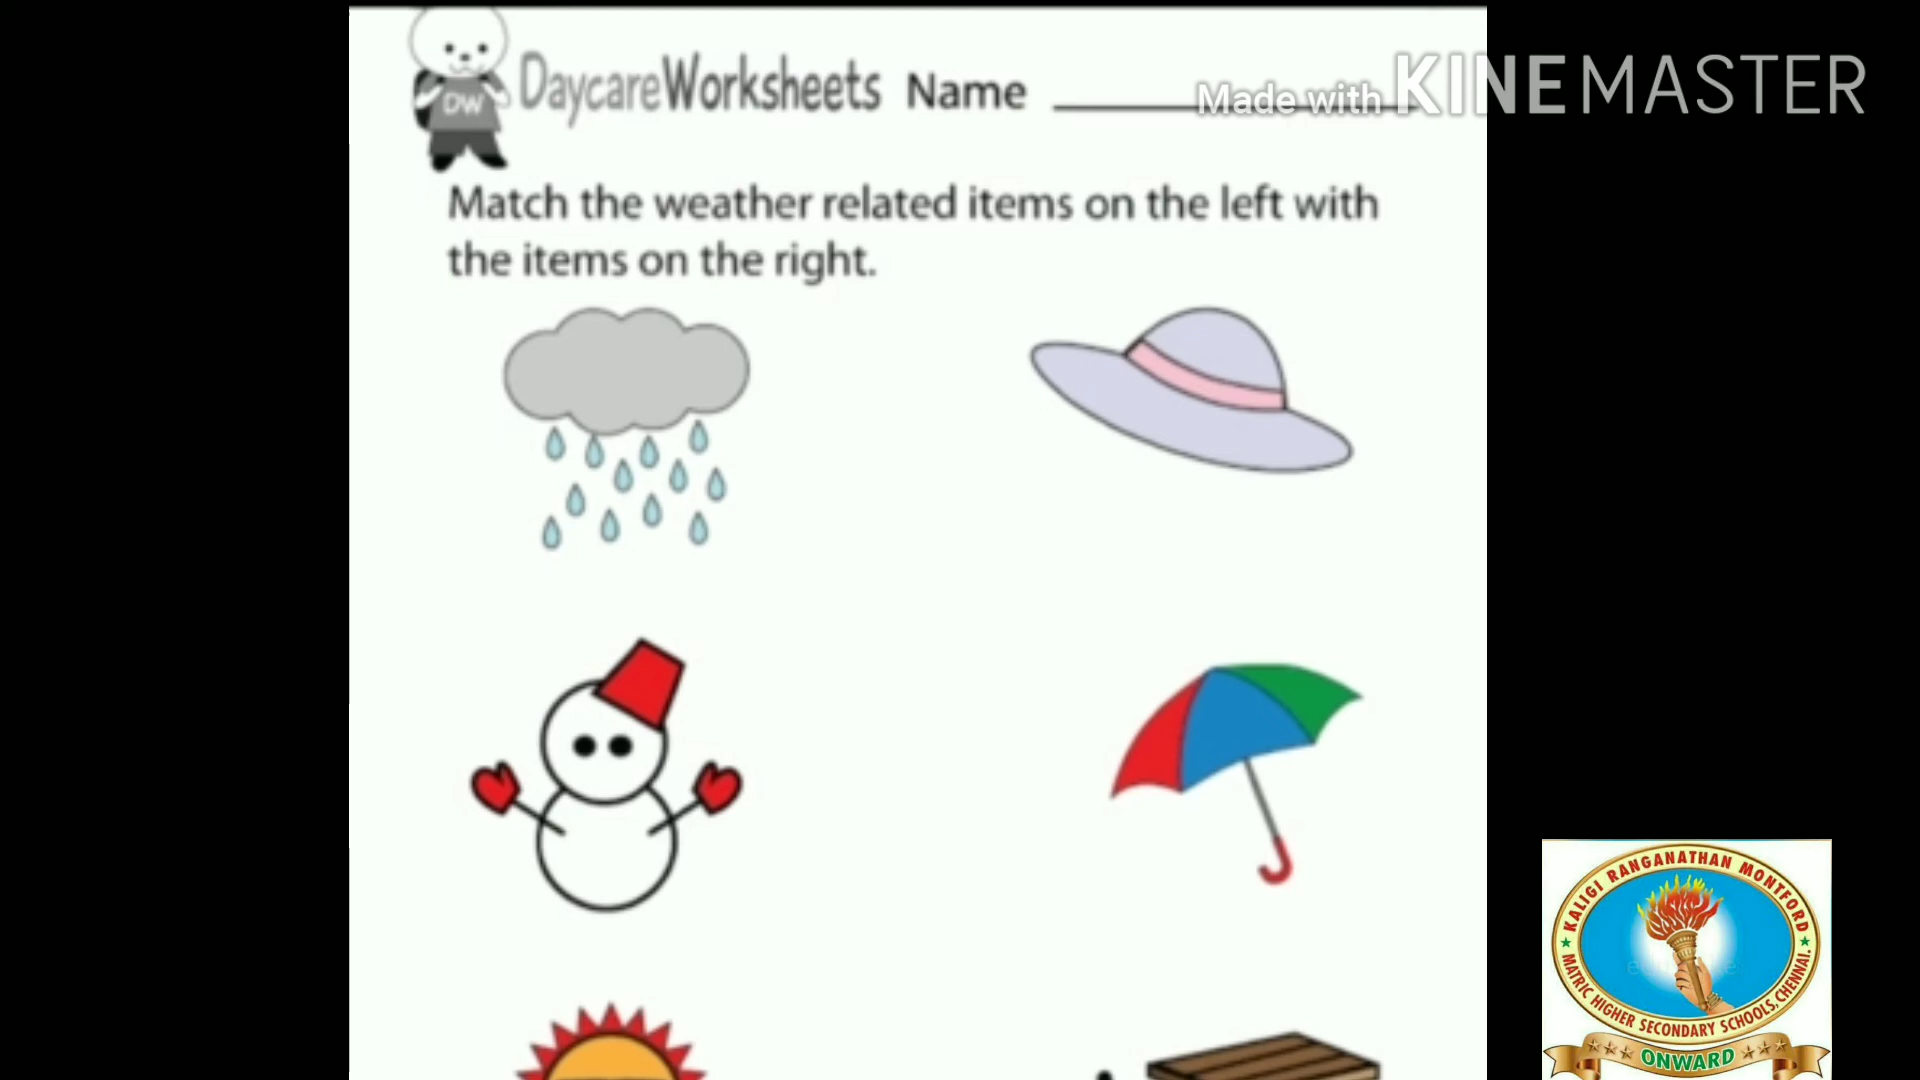 DW
DaycareWorksheets Name
Made with KINEMASTER
Match the weather related items on the left with
the items on the right.
KALIGI RANGANATHAN MONTFORD
MATRIC HIGHER SECONDARY SCHOOLS, CHENNAI.
ONWARD